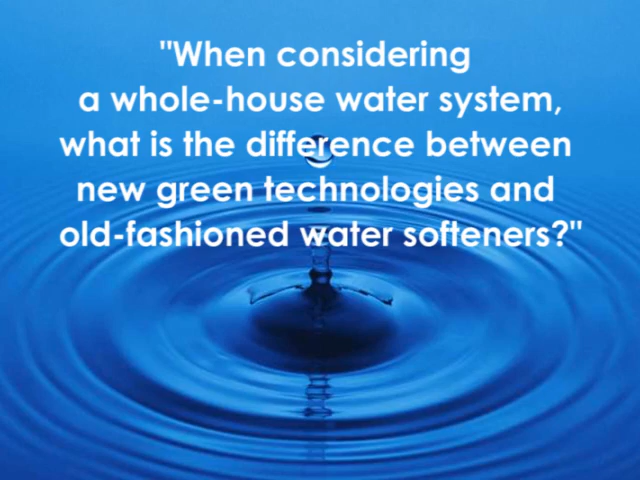 "When considering
a whole-house water system,
what is the difference between
new green technologies and
old-fashioned water softeners?"